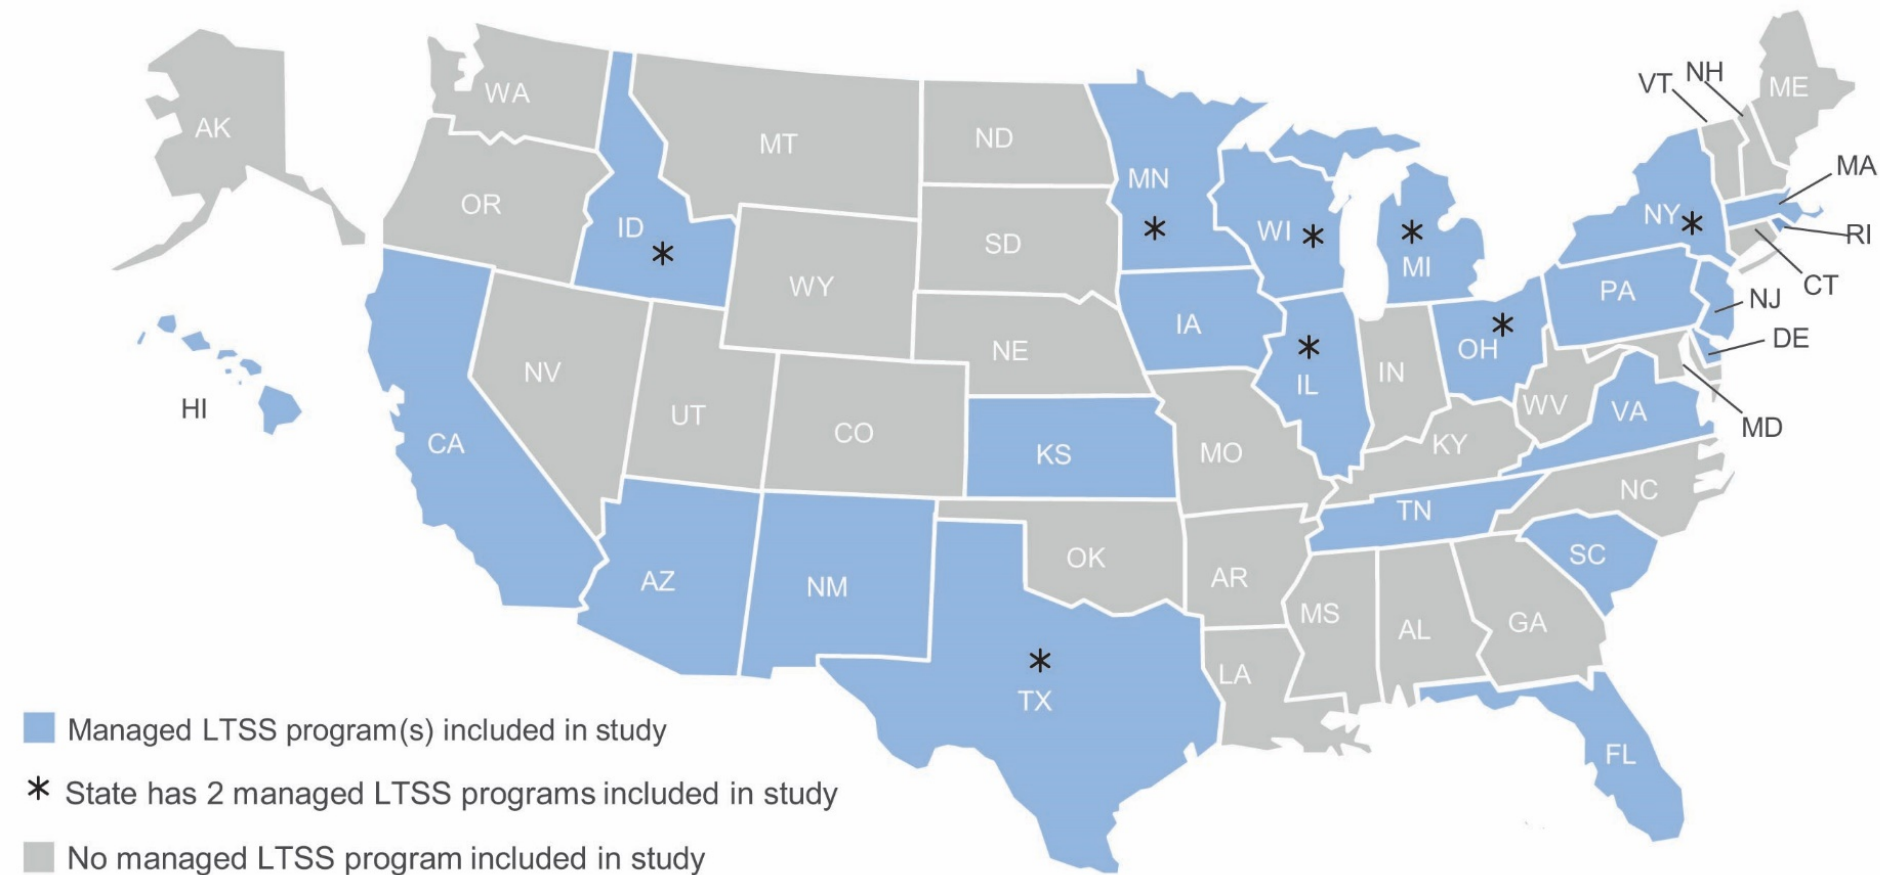 AK
WA
MT
ND
MN
VT
NH
ME
MA
OR
ID
*
SD
*
WI
*
*
MI
NY
*
RI
WY
IA
PA
CT
NJ
HI
NV
UT
CO
NE
*
IL
IN
OH
*
DE
MD
CA
KS
MO
KY
WV
VA
AZ
NM
OK
AR
TN
NC
SC
TX
*
LA
MS
AL
GA
FL
Managed LTSS program(s) included in study
* State has 2 managed LTSS programs included in study
No managed LTSS program included in study